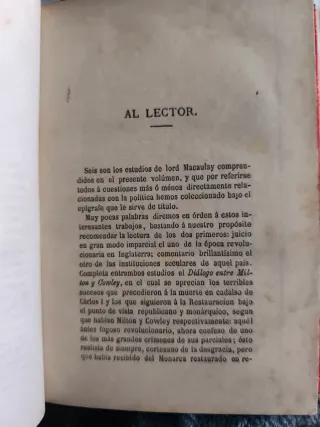 AL LECTOR.
Seis son los estudios de lord Macaulay compren-
didos en el presente volúmen, y que por referirse
todos á cuestiones más ó ménos directamente rela-
cionadas con la política hemos coleccionado bajo el
epígrafe que le sirve de título.
Muy pocas palabras diremos en órden á estos in-
teresantes trabajos, bastando á nuestro propósito
recomendar la lectura de los dos primeros: juicio
en gran modo imparcial el uno de la época revolu-
cionaria en Inglaterra; comentario brillantísimo el
otro de las instituciones seculares de aquel país.
Completa entrambos estudios el Diálogo entre Mil-
ton y Cowley, en el cual se aprecian los terribles
sucesos que precedieron á la muerte en cadalso de
Cárlos I y los que siguieron á la Restauracion bajo
el punto de vista republicano y monárquico, segun
que hablan Milton y Cowley respectivamente: aquél
ántes fogoso revolucionario, ahora confuso de uno
de los más grandes crímenes de sus parciales; ésto
realista de siempre, cortesano de la desgracia, pero
que había recibido del Monarca restaurado en re-